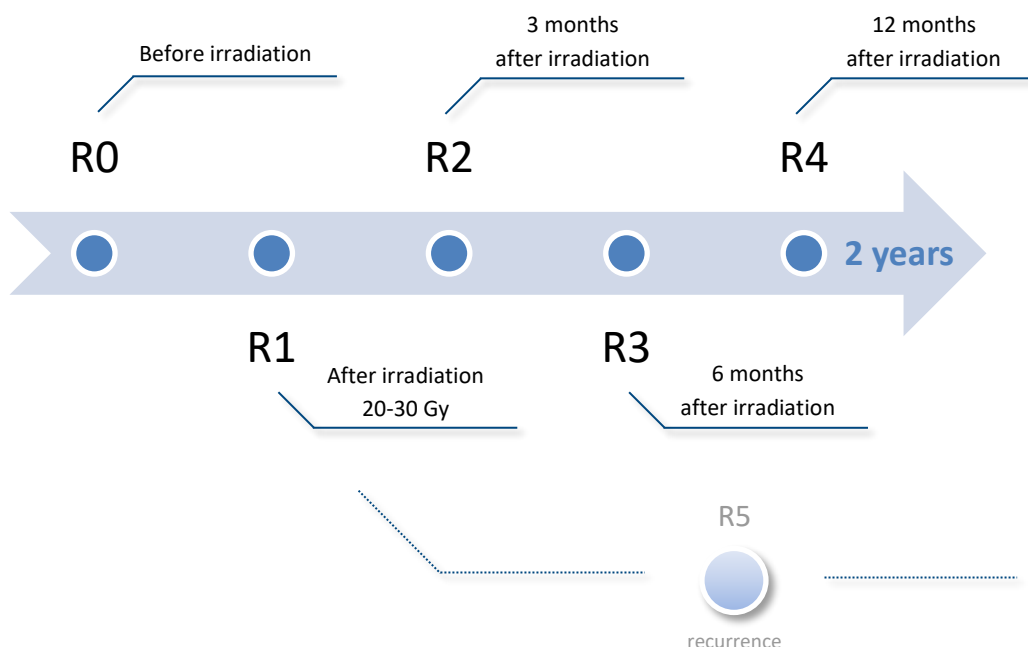 Before irradiation
3 months
after irradiation
12 months
after irradiation
R0
R2
R4
2 years
R1
R3
After irradiation
20-30 Gy
6 months
after irradiation
R5
recurrence